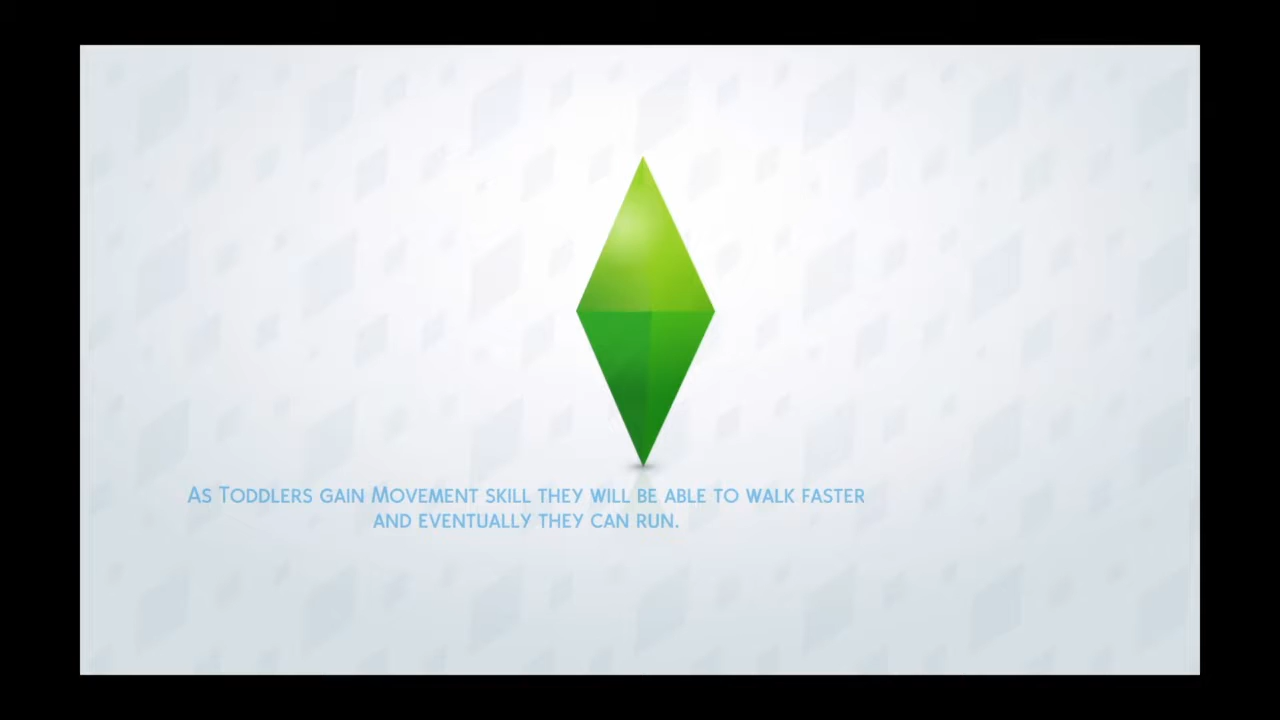 As Toddlers gain Movement skill they will be able to walk faster
and eventually they can run.